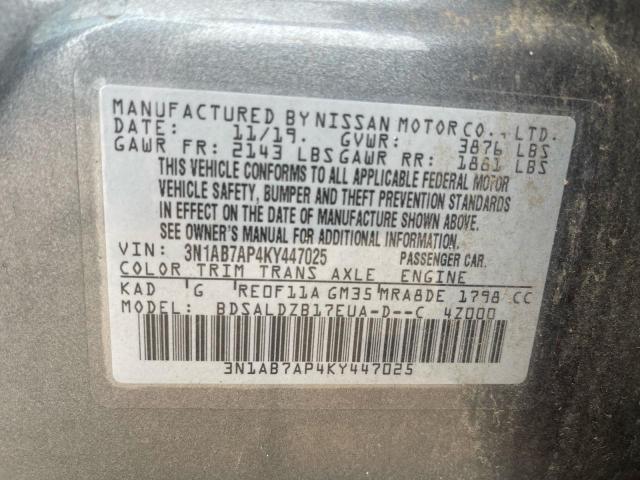 MANUFACTURED BY NISSAN MOTOR CO., LTD.
DATE: 11/19. GVWR: 3876 LBS
GAWR FR: 2143 LBS GAWR RR: 1881 LBS
THIS VEHICLE CONFORMS TO ALL APPLICABLE FEDERAL MOTOR
VEHICLE SAFETY, BUMPER AND THEFT PREVENTION STANDARDS
IN EFFECT ON THE DATE OF MANUFACTURE SHOWN ABOVE.
SEE OWNER'S MANUAL FOR ADDITIONAL INFORMATION.
VIN: 3N1AB7AP4KY447025 PASSENGER CAR.
COLOR TRIM TRANS AXLE ENGINE
KAD G RE0F11A GM35 MRA8DE 1798 CC
MODEL: BDSALDZB17EUA-D--C 4Z000
3N1AB7AP4KY447025